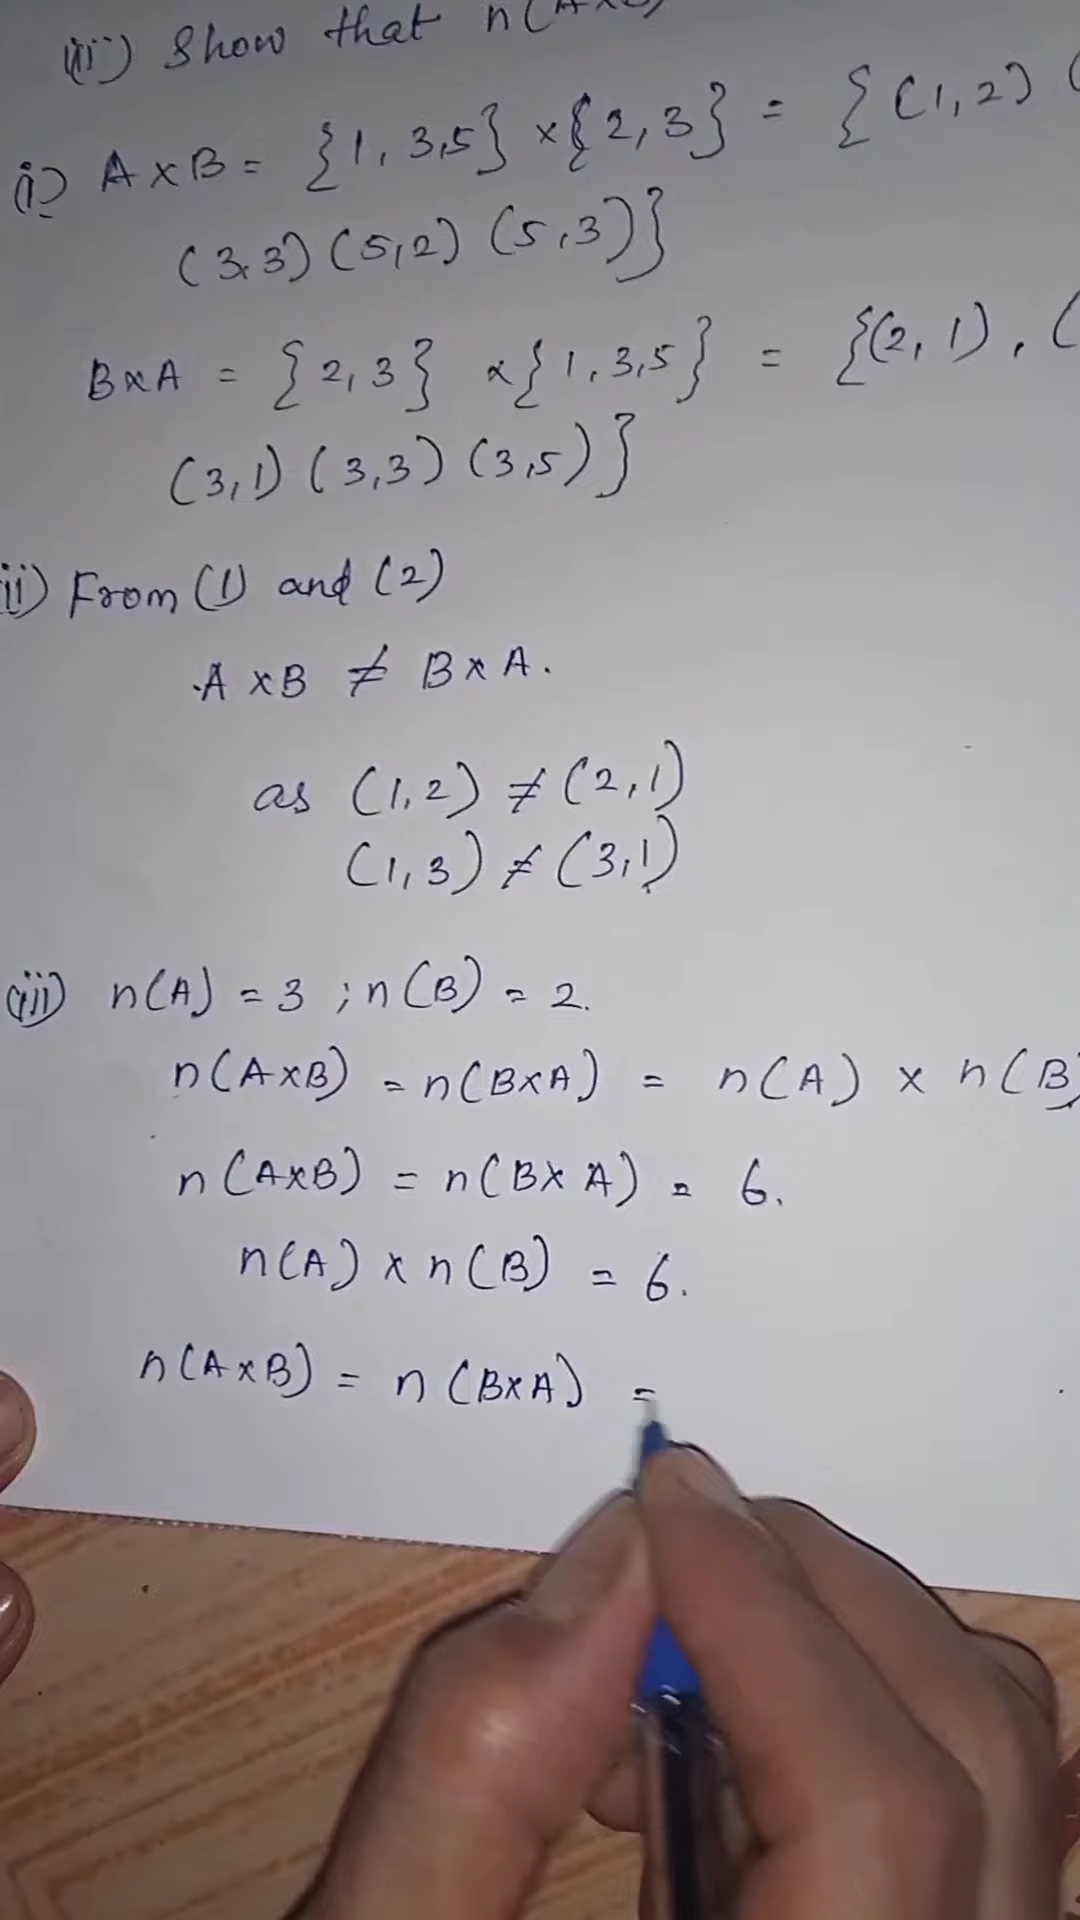 (iii) Show that n(A×
(i) A×B = {1,3,5} ×{2,3} = {(1,2) (
(3,3) (5,2) (5,3)}
B×A = {2,3} ×{1,3,5} = {(2,1), (
(3,1) (3,3) (3,5)}
ii) From (1) and (2)
A×B ≠ B×A.
as (1,2) ≠ (2,1)
(1,3) ≠ (3,1)
(iii) n(A) = 3 ; n(B) = 2.
n(A×B) = n(B×A) = n(A) × n(B)
n(A×B) = n(B×A) = 6.
n(A) × n(B) = 6.
n(A×B) = n(B×A) =